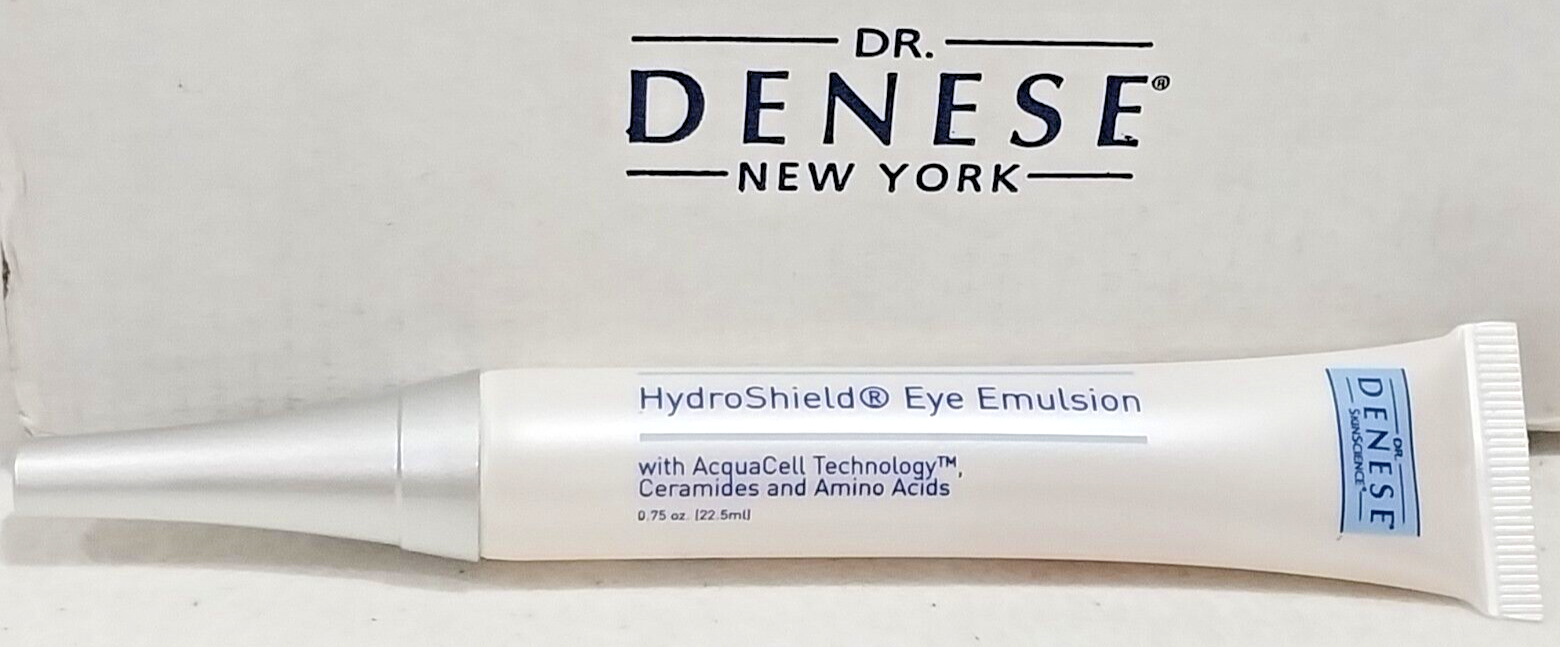 DR.
DENESE®
NEW YORK
HydroShield® Eye Emulsion
with AcquaCell Technology™,
Ceramides and Amino Acids
0.75 oz. (22.5ml)
DR.
DENESE
SKINSCIENCE